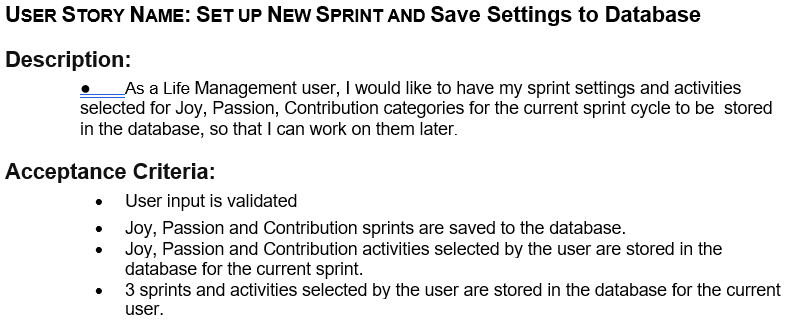 USER STORY NAME: SET UP NEW SPRINT AND Save Settings to Database
Description:
● As a Life Management user, I would like to have my sprint settings and activities
selected for Joy, Passion, Contribution categories for the current sprint cycle to be stored
in the database, so that I can work on them later.
Acceptance Criteria:
• User input is validated
• Joy, Passion and Contribution sprints are saved to the database.
• Joy, Passion and Contribution activities selected by the user are stored in the
database for the current sprint.
• 3 sprints and activities selected by the user are stored in the database for the current
user.